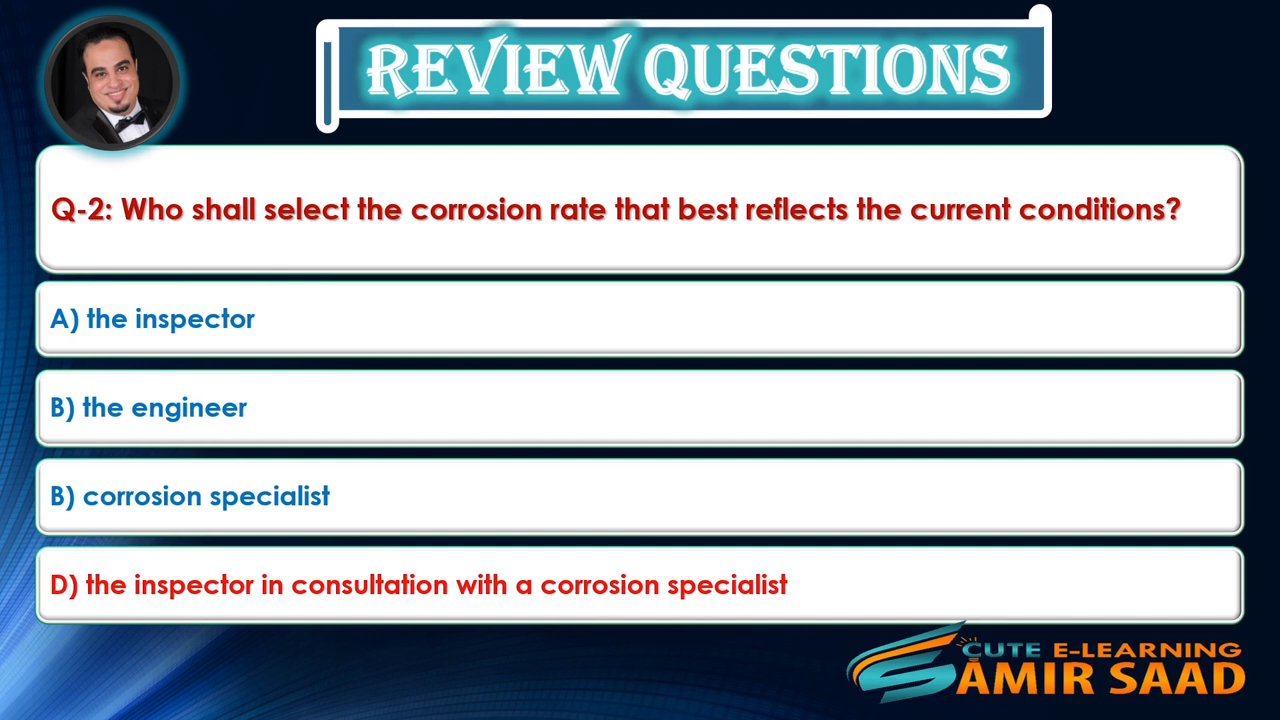 REVIEW QUESTIONS
Q-2: Who shall select the corrosion rate that best reflects the current conditions?
A) the inspector
B) the engineer
B) corrosion specialist
D) the inspector in consultation with a corrosion specialist
CUTE E-LEARNING
AMIR SAAD